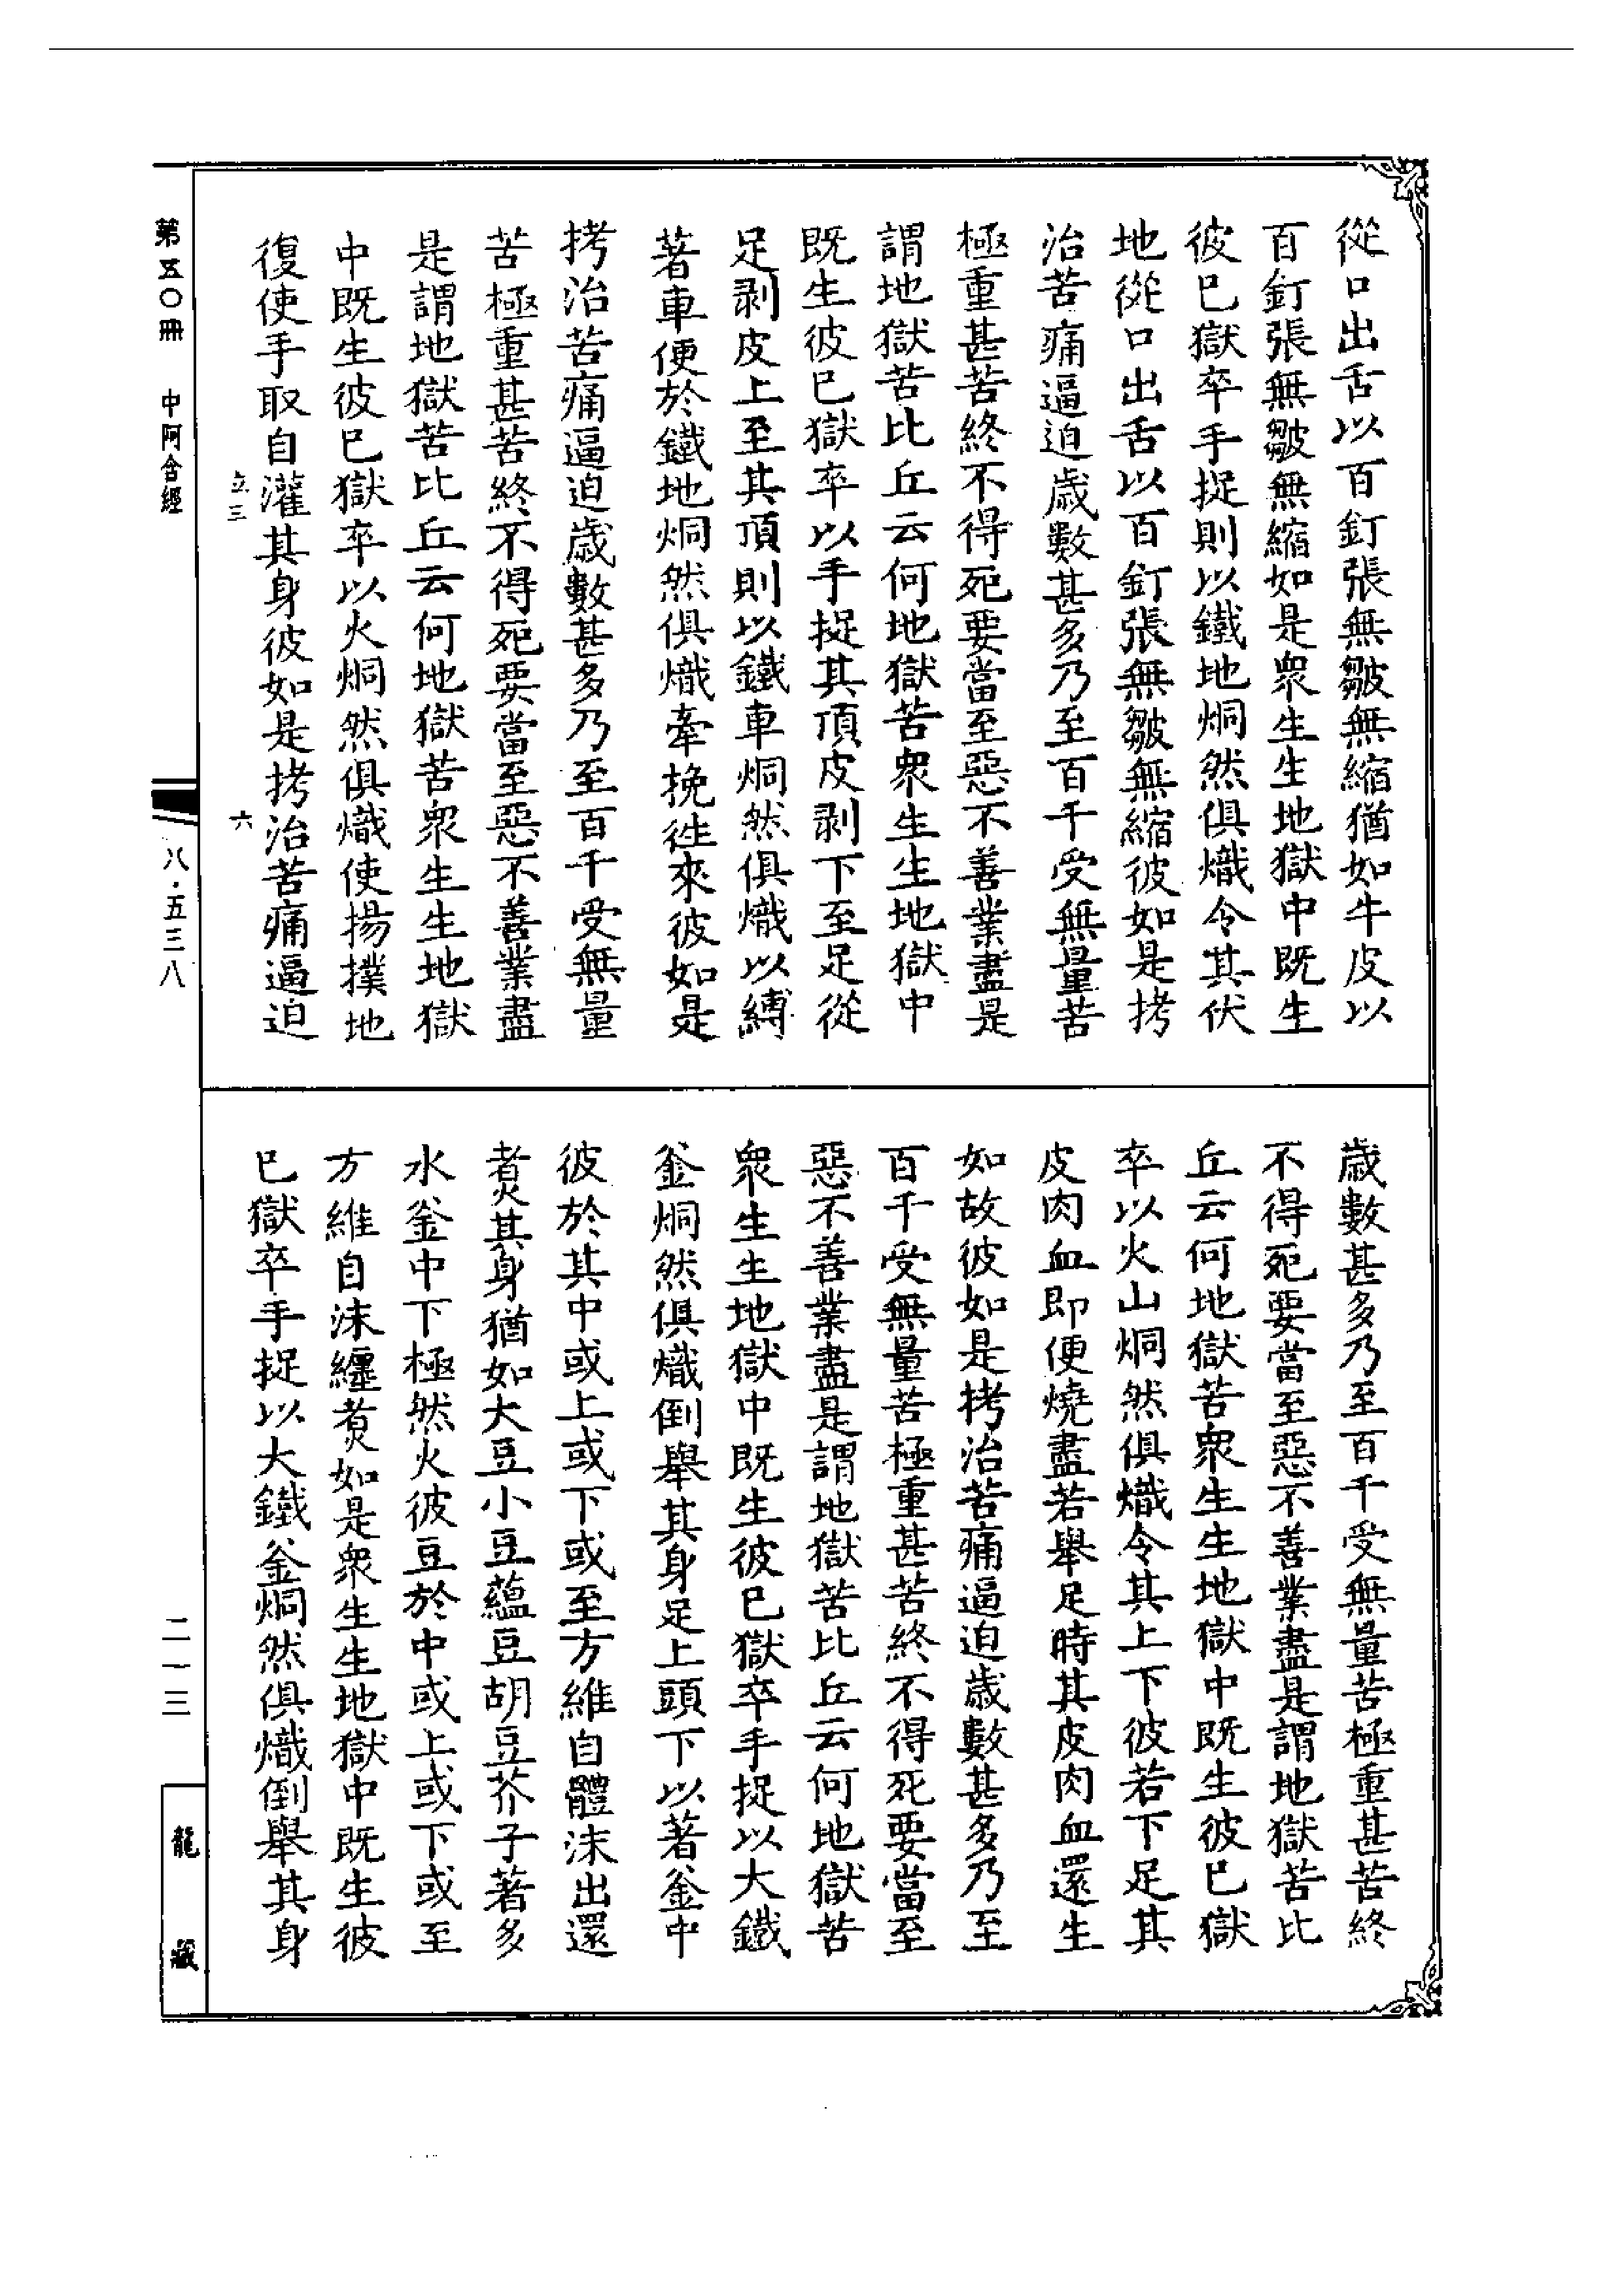 從口出舌以百釘張無皺無縮猶如牛皮以
百釘張無皺無縮如是衆生生地獄中既生
彼已獄卒手捉則以鐵地烔然俱熾令其伏
地從口出舌以百釘張無皺無縮彼如是拷
治苦痛逼迫歲數甚多乃至百千受無量苦
極重甚苦終不得死要當至惡不善業盡是
謂地獄苦比丘云何地獄苦衆生生地獄中
既生彼已獄卒以手捉其頂皮剥下至足從
足剥皮上至其頂則以鐵車烔然俱熾以縛
著車便於鐵地烔然俱熾牽挽徃來彼如是
拷治苦痛逼迫歲數甚多乃至百千受無量
苦極重甚苦終不得死要當至惡不善業盡
是謂地獄苦比丘云何地獄苦衆生生地獄
中既生彼已獄卒以火烔然俱熾使揚撲地
復使手取自灌其身彼如是拷治苦痛逼迫
歲數甚多乃至百千受無量苦極重甚苦終
不得死要當至惡不善業盡是謂地獄苦比
丘云何地獄苦衆生生地獄中既生彼已獄
卒以火山烔然俱熾令其上下彼若下足其
皮肉血即便燒盡若舉足時其皮肉血還生
如故彼如是拷治苦痛逼迫歲數甚多乃至
百千受無量苦極重甚苦終不得死要當至
惡不善業盡是謂地獄苦比丘云何地獄苦
衆生生地獄中既生彼已獄卒手捉以大鐵
釜烔然俱熾倒舉其身足上頭下以著釜中
彼於其中或上或下或至方維自體沫出還
煑其身猶如大豆小豆蘊豆胡豆芥子著多
水釜中下極然火彼豆於中或上或下或至
方維自沫纒煑如是衆生生地獄中既生彼
已獄卒手捉以大鐵釜烔然俱熾倒舉其身
第五〇冊 中阿含經
立三
六
八·五三八
二一三
龍藏